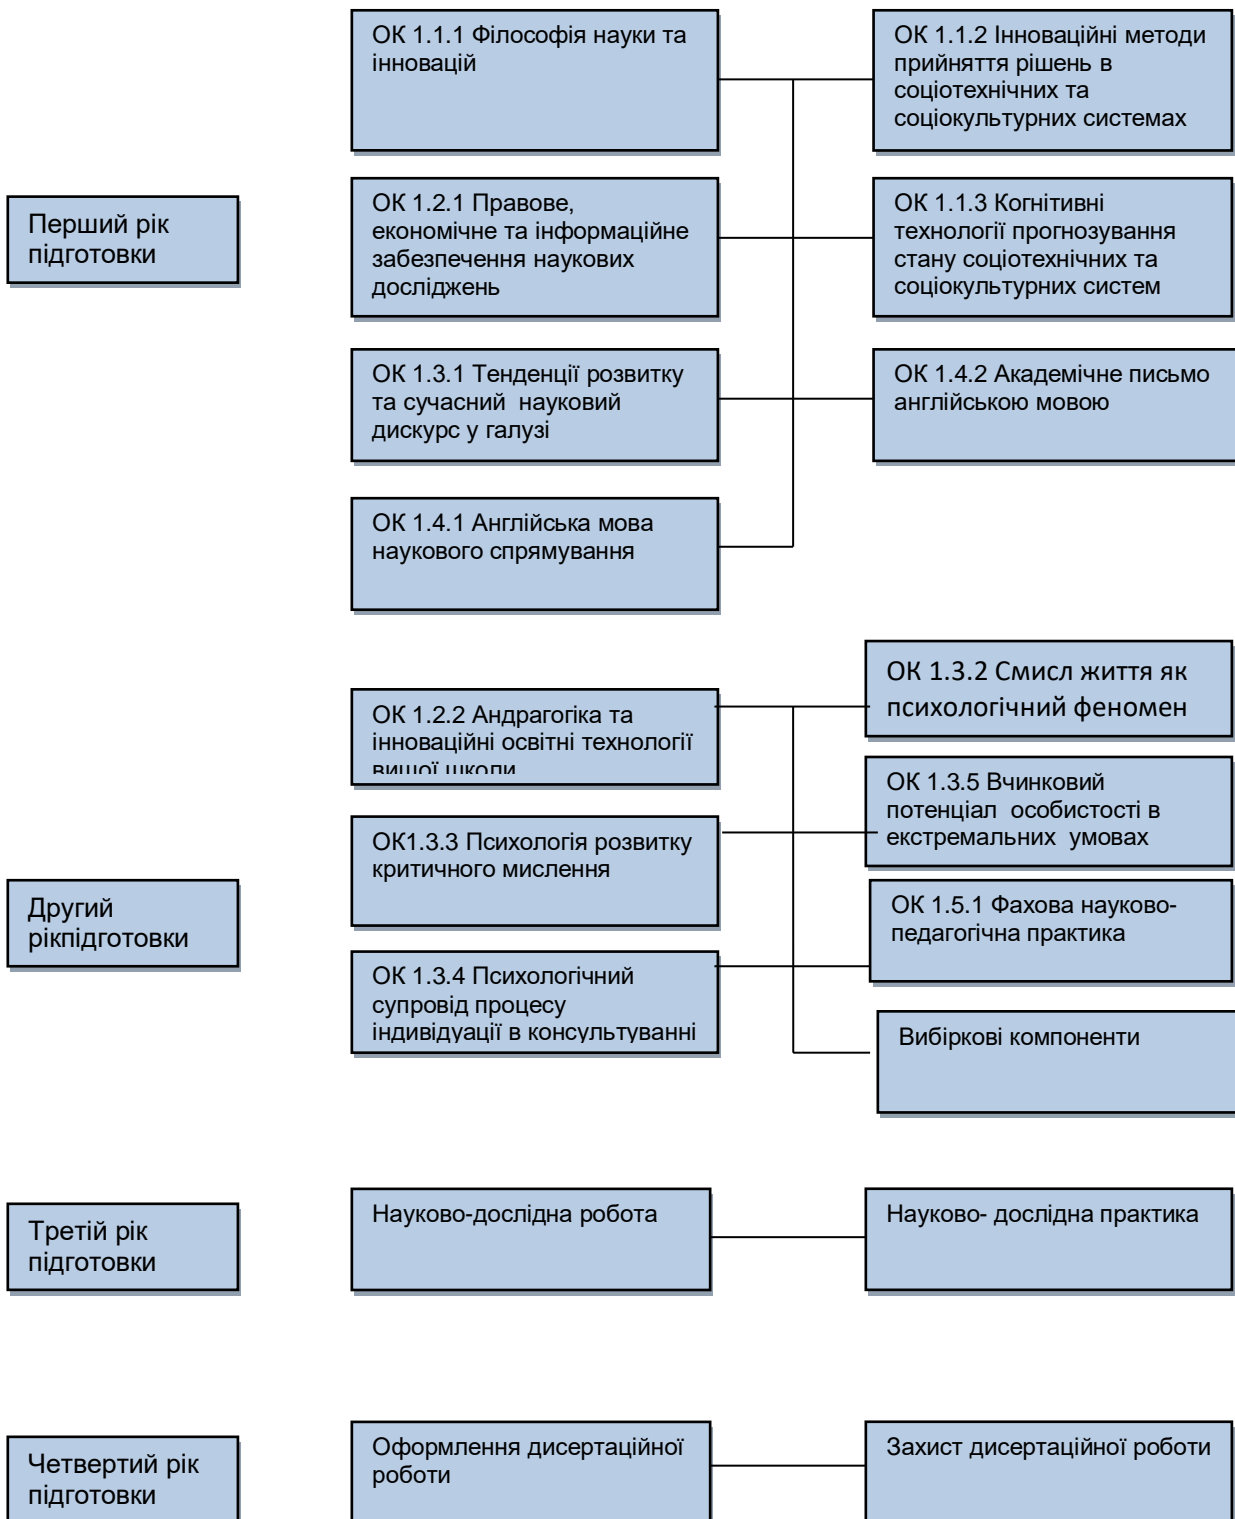 ОК 1.1.1 Філософія науки та
інновацій
ОК 1.1.2 Інноваційні методи
прийняття рішень в
соціотехнічних та
соціокультурних системах
Перший рік
підготовки
ОК 1.2.1 Правове,
економічне та інформаційне
забезпечення наукових
досліджень
ОК 1.1.3 Когнітивні
технології прогнозування
стану соціотехнічних та
соціокультурних систем
ОК 1.3.1 Тенденції розвитку
та сучасний  науковий
дискурс у галузі
ОК 1.4.2 Академічне письмо
англійською мовою
ОК 1.4.1 Англійська мова
наукового спрямування
ОК 1.2.2 Андрагогіка та
інноваційні освітні технології
вищої школи
ОК 1.3.2 Смисл життя як
психологічний феномен
ОК 1.3.5 Вчинковий
потенціал  особистості в
екстремальних  умовах
ОК1.3.3 Психологія розвитку
критичного мислення
Другий
рікпідготовки
ОК 1.5.1 Фахова науково-
педагогічна практика
ОК 1.3.4 Психологічний
супровід процесу
індивідуації в консультуванні
Вибіркові компоненти
Третій рік
підготовки
Науково-дослідна робота
Науково- дослідна практика
Четвертий рік
підготовки
Оформлення дисертаційної
роботи
Захист дисертаційної роботи